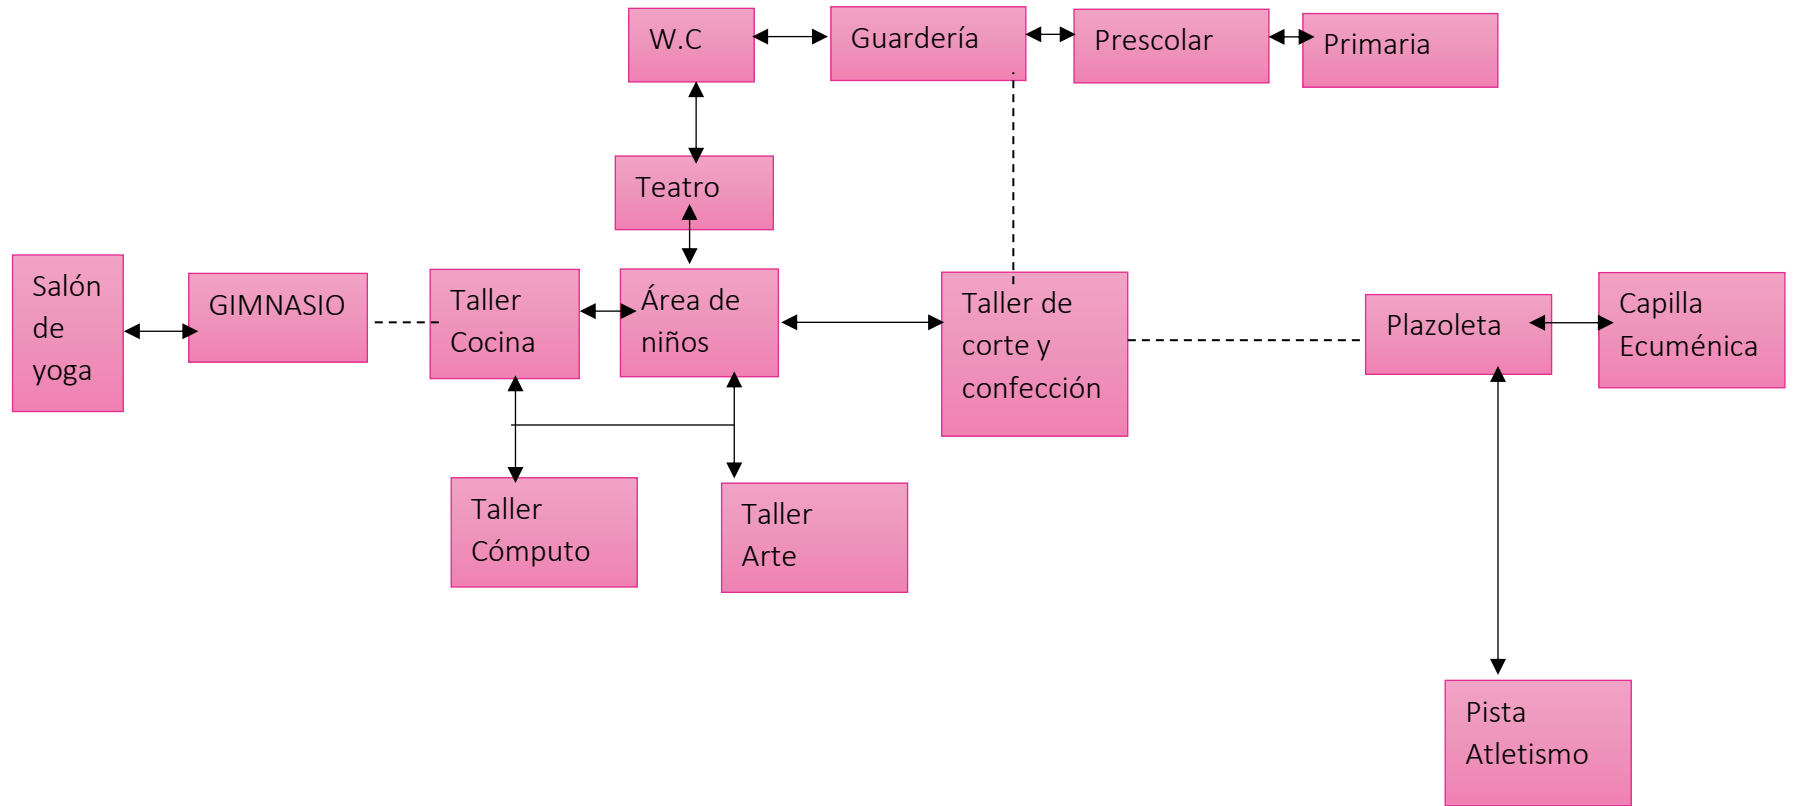 W.C
Guardería
Prescolar
Primaria
Teatro
Salón
de
yoga
GIMNASIO
Taller
Cocina
Área de
niños
Taller de
corte y
confección
Plazoleta
Capilla
Ecuménica
Taller
Cómputo
Taller
Arte
Pista
Atletismo